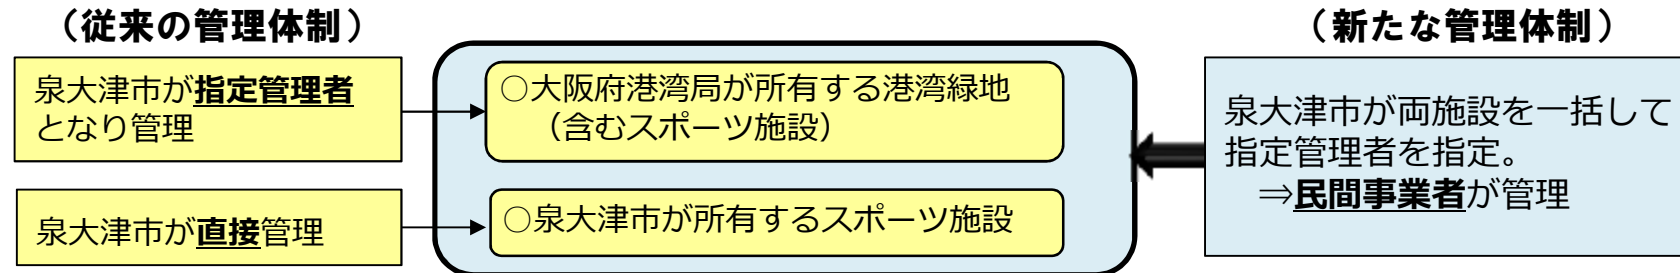 （従来の管理体制）
泉大津市が指定管理者
となり管理
泉大津市が直接管理
○大阪府港湾局が所有する港湾緑地
（含むスポーツ施設）
○泉大津市が所有するスポーツ施設
（新たな管理体制）
泉大津市が両施設を一括して
指定管理者を指定。
⇒民間事業者が管理